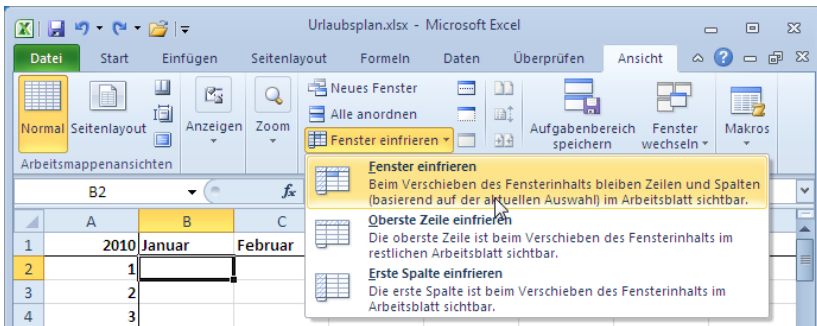 Urlaubsplan.xlsx - Microsoft Excel
Datei Start Einfügen Seitenlayout Formeln Daten Überprüfen Ansicht
Normal Seitenlayout Anzeigen Zoom
Neues Fenster
Alle anordnen
Fenster einfrieren
Aufgabenbereich speichern
Fenster wechseln
Makros
Arbeitsmappenansichten
Fenster einfrieren
Beim Verschieben des Fensterinhalts bleiben Zeilen und Spalten
(basierend auf der aktuellen Auswahl) im Arbeitsblatt sichtbar.
Oberste Zeile einfrieren
Die oberste Zeile ist beim Verschieben des Fensterinhalts im
restlichen Arbeitsblatt sichtbar.
Erste Spalte einfrieren
Die erste Spalte ist beim Verschieben des Fensterinhalts im
Arbeitsblatt sichtbar.
B2 fx
A B C
1 2010 Januar Februar
2 1
3 2
4 3